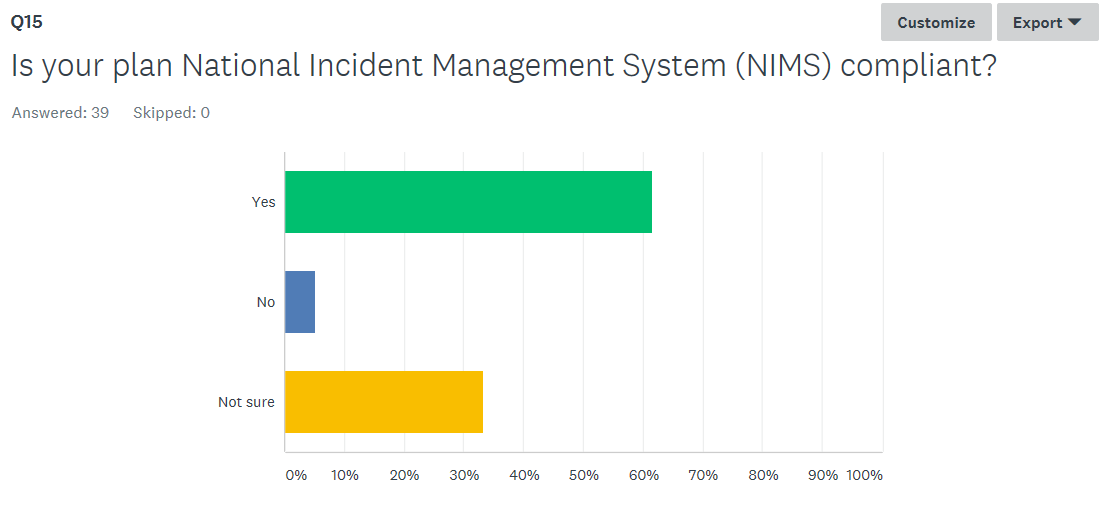 Q15
Customize
Export
Is your plan National Incident Management System (NIMS) compliant?
Answered: 39 Skipped: 0
Yes
No
Not sure
0% 10% 20% 30% 40% 50% 60% 70% 80% 90% 100%